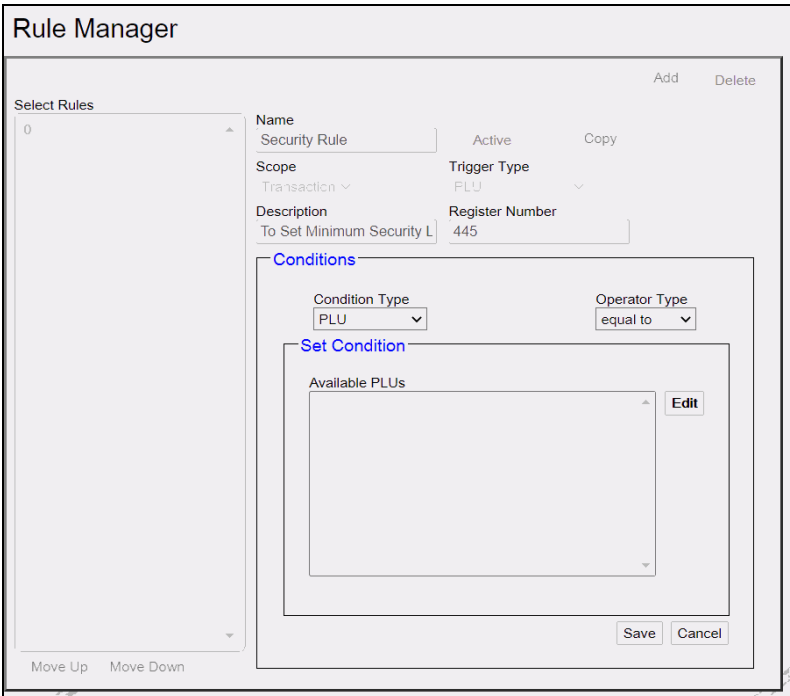 Rule Manager
Add Delete
Select Rules
0
Name
Security Rule Active Copy
Scope Trigger Type
Transaction PLU
Description Register Number
To Set Minimum Security L 445
Conditions
Condition Type Operator Type
PLU equal to
Set Condition
Available PLUs
Edit
Save Cancel
Move Up Move Down